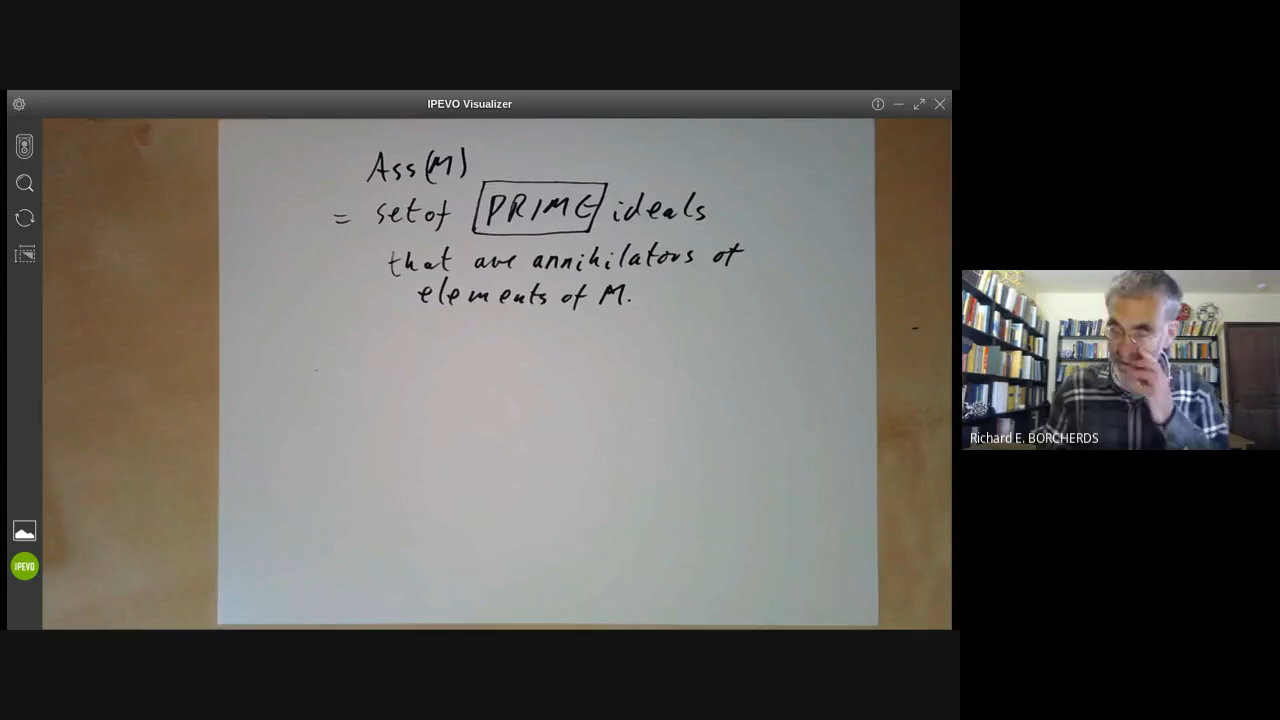 IPEVO Visualizer
Ass(M)
= set of PRIME ideals
that are annihilators of
elements of M.
IPEVO
Richard E. BORCHERDS